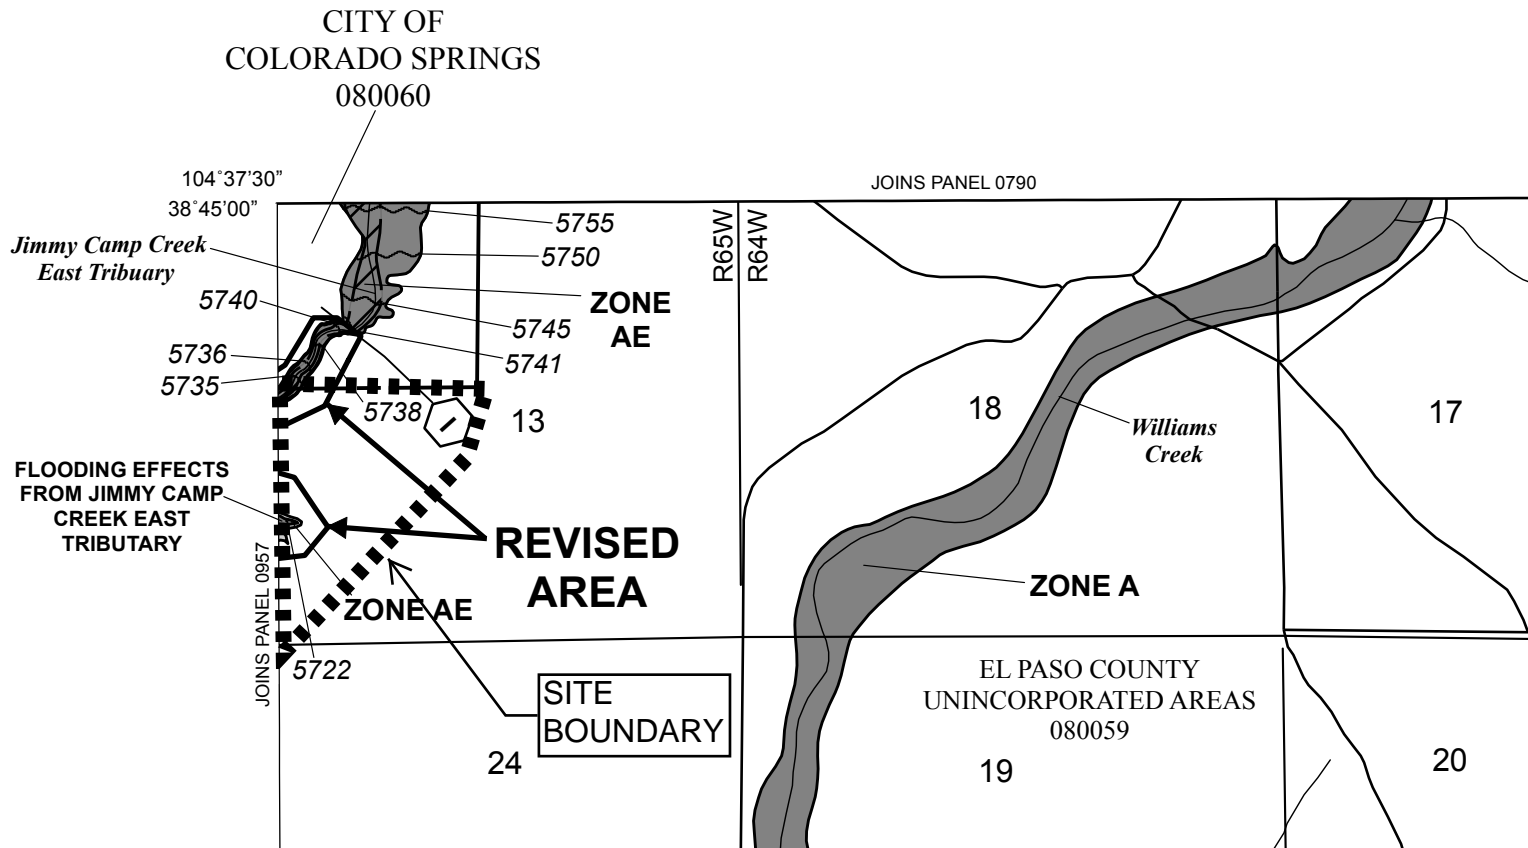 CITY OF
COLORADO SPRINGS
080060
104°37'30”
38°45'00”
JOINS PANEL 0790
Jimmy Camp Creek
East Tribuary
5755
5750
ZONE
AE
5740
5745
5741
5736
5735
5738
I
13
R65W
R64W
18
17
Williams
Creek
FLOODING EFFECTS
FROM JIMMY CAMP
CREEK EAST
TRIBUTARY
REVISED
AREA
ZONE AE
ZONE A
JOINS PANEL 0957
5722
SITE
BOUNDARY
EL PASO COUNTY
UNINCORPORATED AREAS
080059
24
19
20